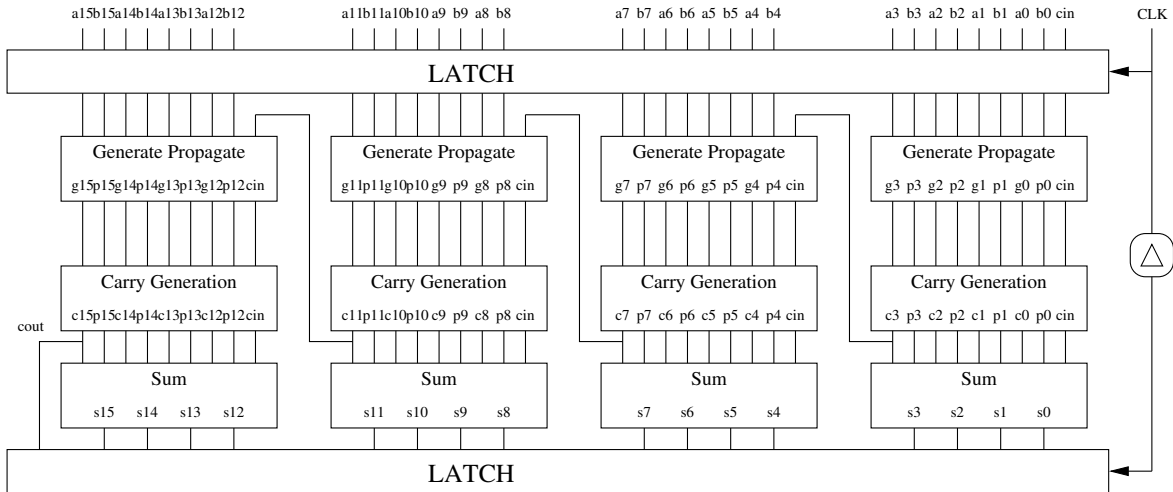 a15b15a14b14a13b13a12b12 a11b11a10b10 a9 b9 a8 b8 a7 b7 a6 b6 a5 b5 a4 b4 a3 b3 a2 b2 a1 b1 a0 b0 cin CLK
LATCH
Generate Propagate Generate Propagate Generate Propagate Generate Propagate
g15p15g14p14g13p13g12p12cin g11p11g10p10 g9 p9 g8 p8 cin g7 p7 g6 p6 g5 p5 g4 p4 cin g3 p3 g2 p2 g1 p1 g0 p0 cin
△
Carry Generation Carry Generation Carry Generation Carry Generation
cout c15p15c14p14c13p13c12p12cin c11p11c10p10 c9 p9 c8 p8 cin c7 p7 c6 p6 c5 p5 c4 p4 cin c3 p3 c2 p2 c1 p1 c0 p0 cin
Sum Sum Sum Sum
s15 s14 s13 s12 s11 s10 s9 s8 s7 s6 s5 s4 s3 s2 s1 s0
LATCH